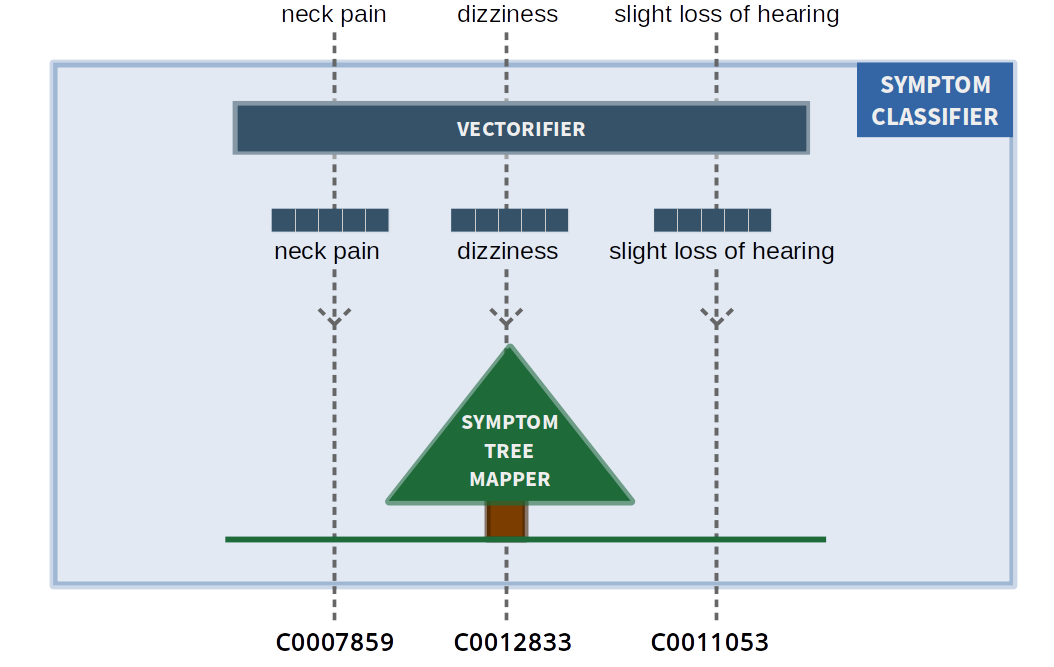 neck pain dizziness slight loss of hearing
SYMPTOM
CLASSIFIER
VECTORIFIER
neck pain dizziness slight loss of hearing
SYMPTOM
TREE
MAPPER
C0007859 C0012833 C0011053